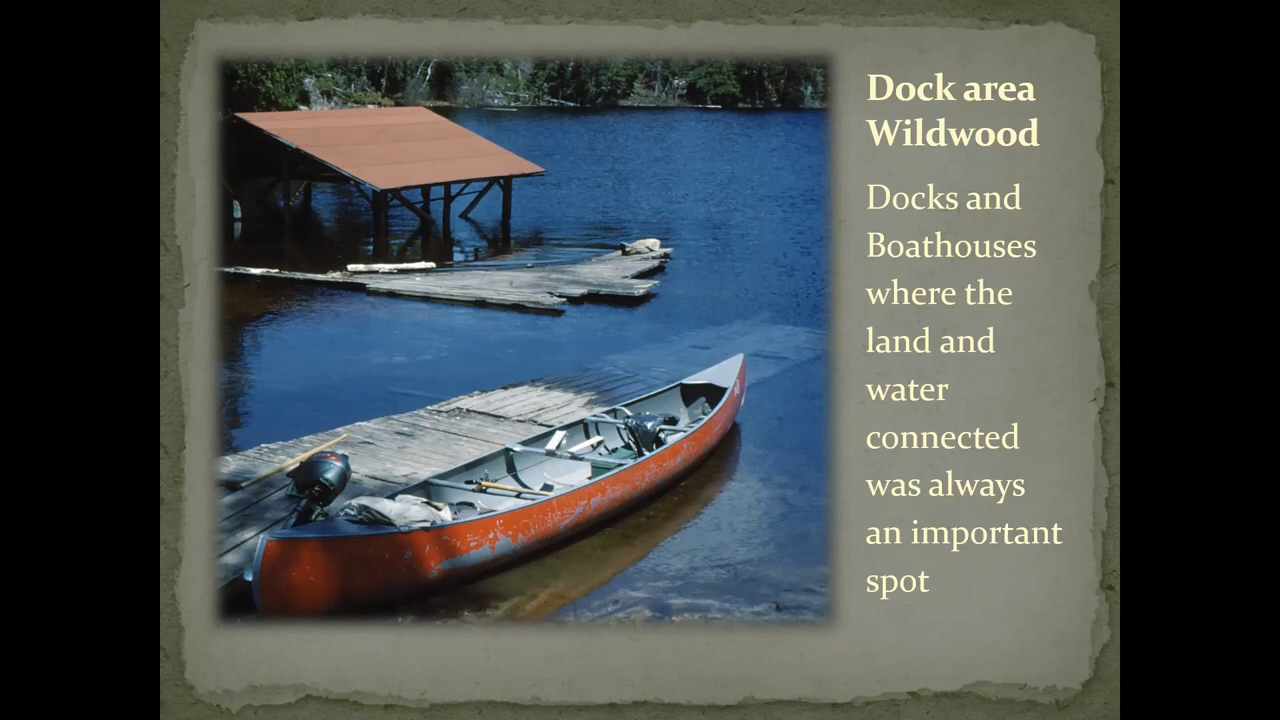 Dock area
Wildwood
Docks and
Boathouses
where the
land and
water
connected
was always
an important
spot